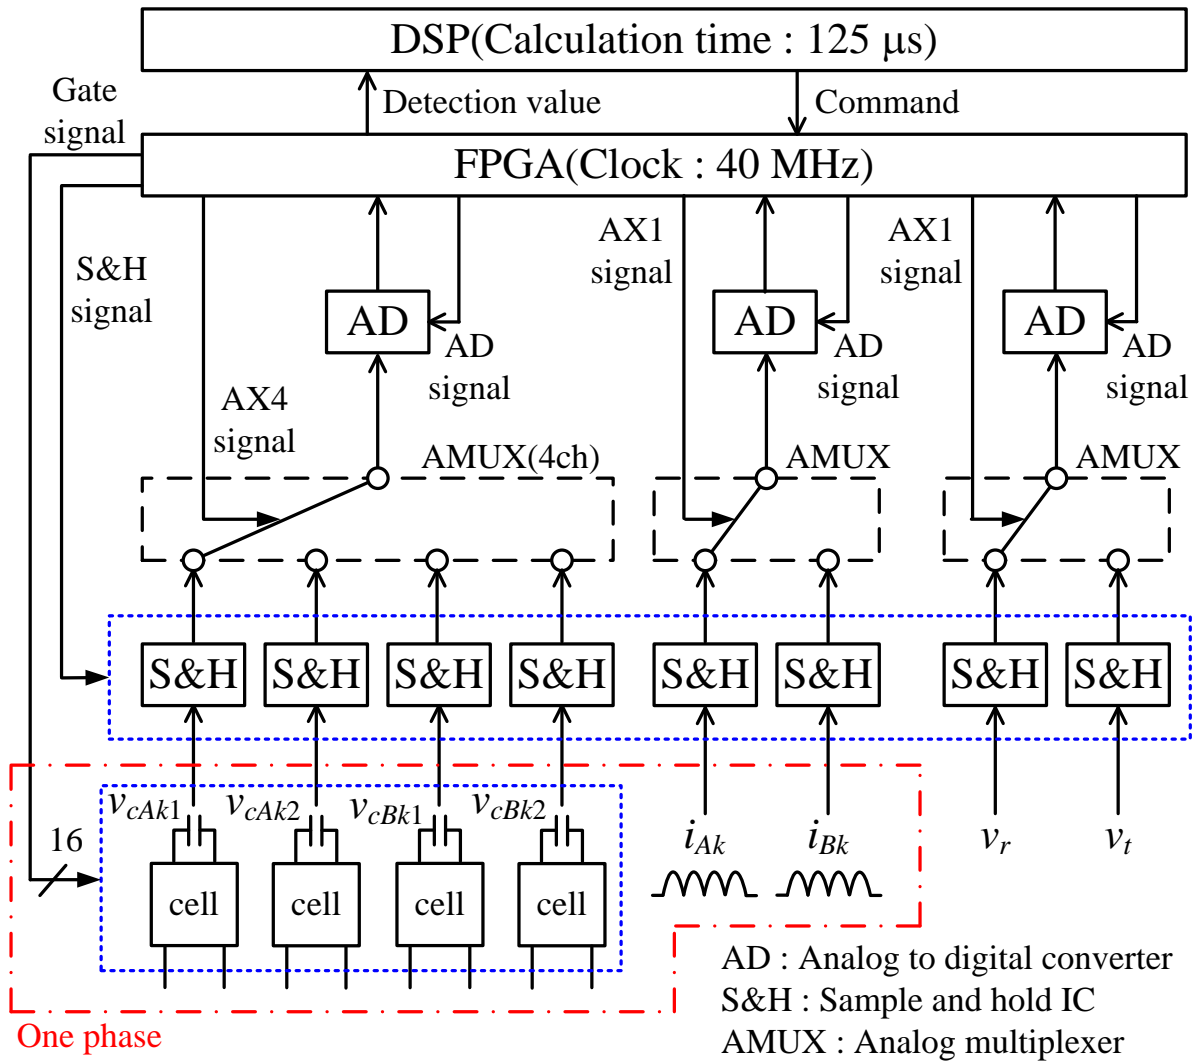 DSP(Calculation time : 125 μs)
Gate
signal
Detection value
Command
FPGA(Clock : 40 MHz)
S&H
signal
AX1
signal
AX1
signal
AD
AD
AD
AD
signal
AD
signal
AD
signal
AX4
signal
AMUX(4ch)
AMUX
AMUX
S&H
S&H
S&H
S&H
S&H
S&H
S&H
S&H
vcAk1
vcAk2
vcBk1
vcBk2
16
iAk
iBk
vr
vt
cell
cell
cell
cell
AD : Analog to digital converter
S&H : Sample and hold IC
AMUX : Analog multiplexer
One phase